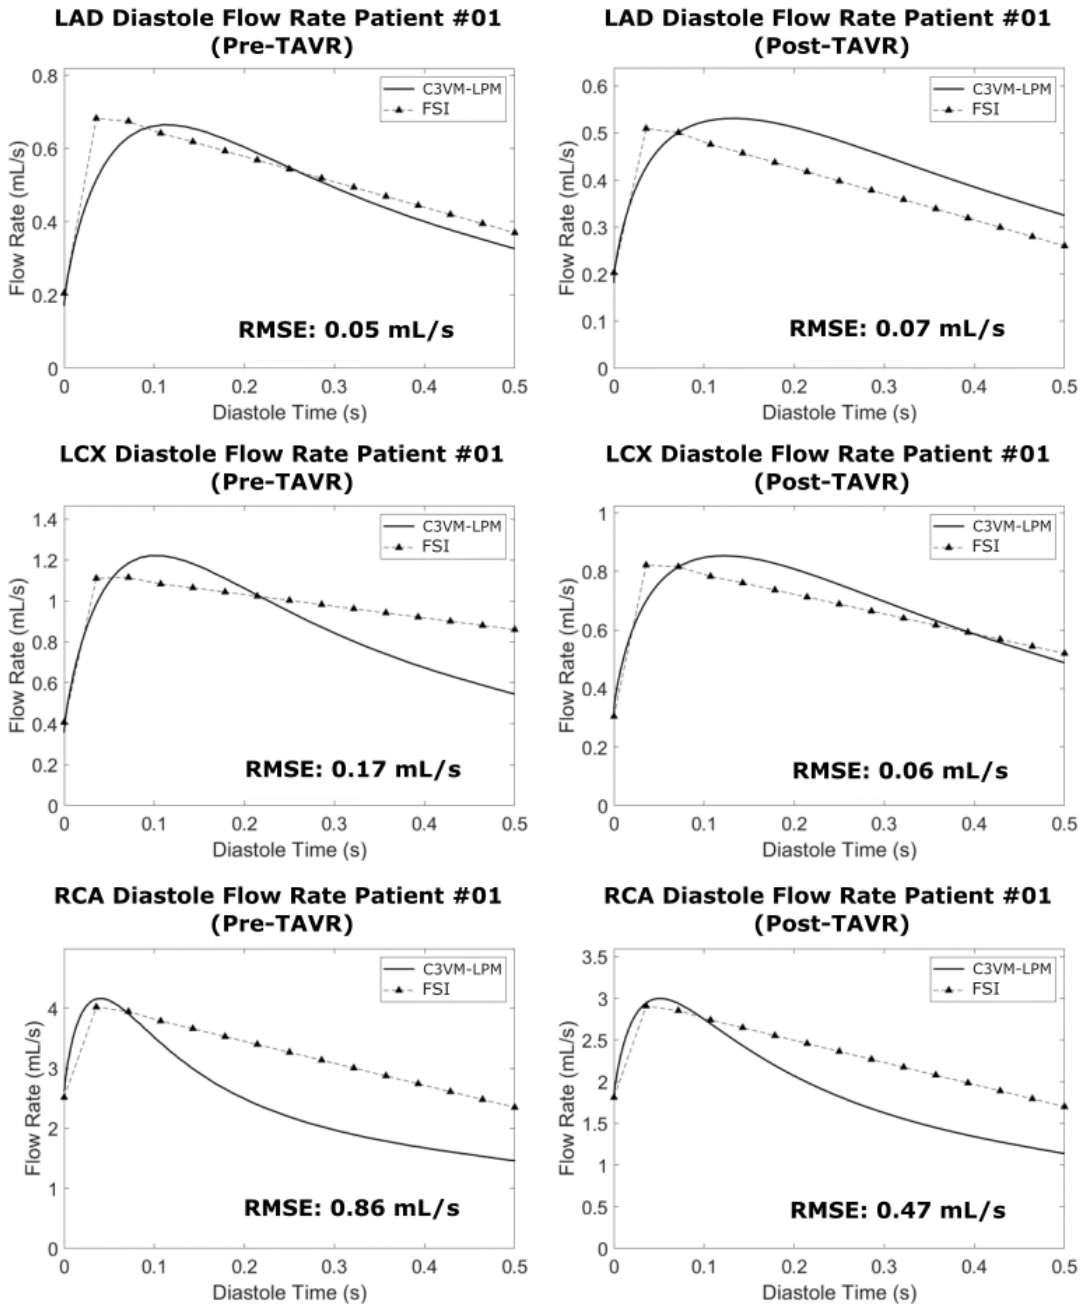 LAD Diastole Flow Rate Patient #01
(Pre-TAVR)
0.8
0.6
0.4
0.2
0
Flow Rate (mL/s)
C3VM-LPM
FSI
RMSE: 0.05 mL/s
0 0.1 0.2 0.3 0.4 0.5
Diastole Time (s)
LAD Diastole Flow Rate Patient #01
(Post-TAVR)
0.6
0.5
0.4
0.3
0.2
0.1
0
Flow Rate (mL/s)
C3VM-LPM
FSI
RMSE: 0.07 mL/s
0 0.1 0.2 0.3 0.4 0.5
Diastole Time (s)
LCX Diastole Flow Rate Patient #01
(Pre-TAVR)
1.4
1.2
1
0.8
0.6
0.4
0.2
0
Flow Rate (mL/s)
C3VM-LPM
FSI
RMSE: 0.17 mL/s
0 0.1 0.2 0.3 0.4 0.5
Diastole Time (s)
LCX Diastole Flow Rate Patient #01
(Post-TAVR)
1
0.8
0.6
0.4
0.2
0
Flow Rate (mL/s)
C3VM-LPM
FSI
RMSE: 0.06 mL/s
0 0.1 0.2 0.3 0.4 0.5
Diastole Time (s)
RCA Diastole Flow Rate Patient #01
(Pre-TAVR)
4
3
2
1
0
Flow Rate (mL/s)
C3VM-LPM
FSI
RMSE: 0.86 mL/s
0 0.1 0.2 0.3 0.4 0.5
Diastole Time (s)
RCA Diastole Flow Rate Patient #01
(Post-TAVR)
3.5
3
2.5
2
1.5
1
0.5
0
Flow Rate (mL/s)
C3VM-LPM
FSI
RMSE: 0.47 mL/s
0 0.1 0.2 0.3 0.4 0.5
Diastole Time (s)